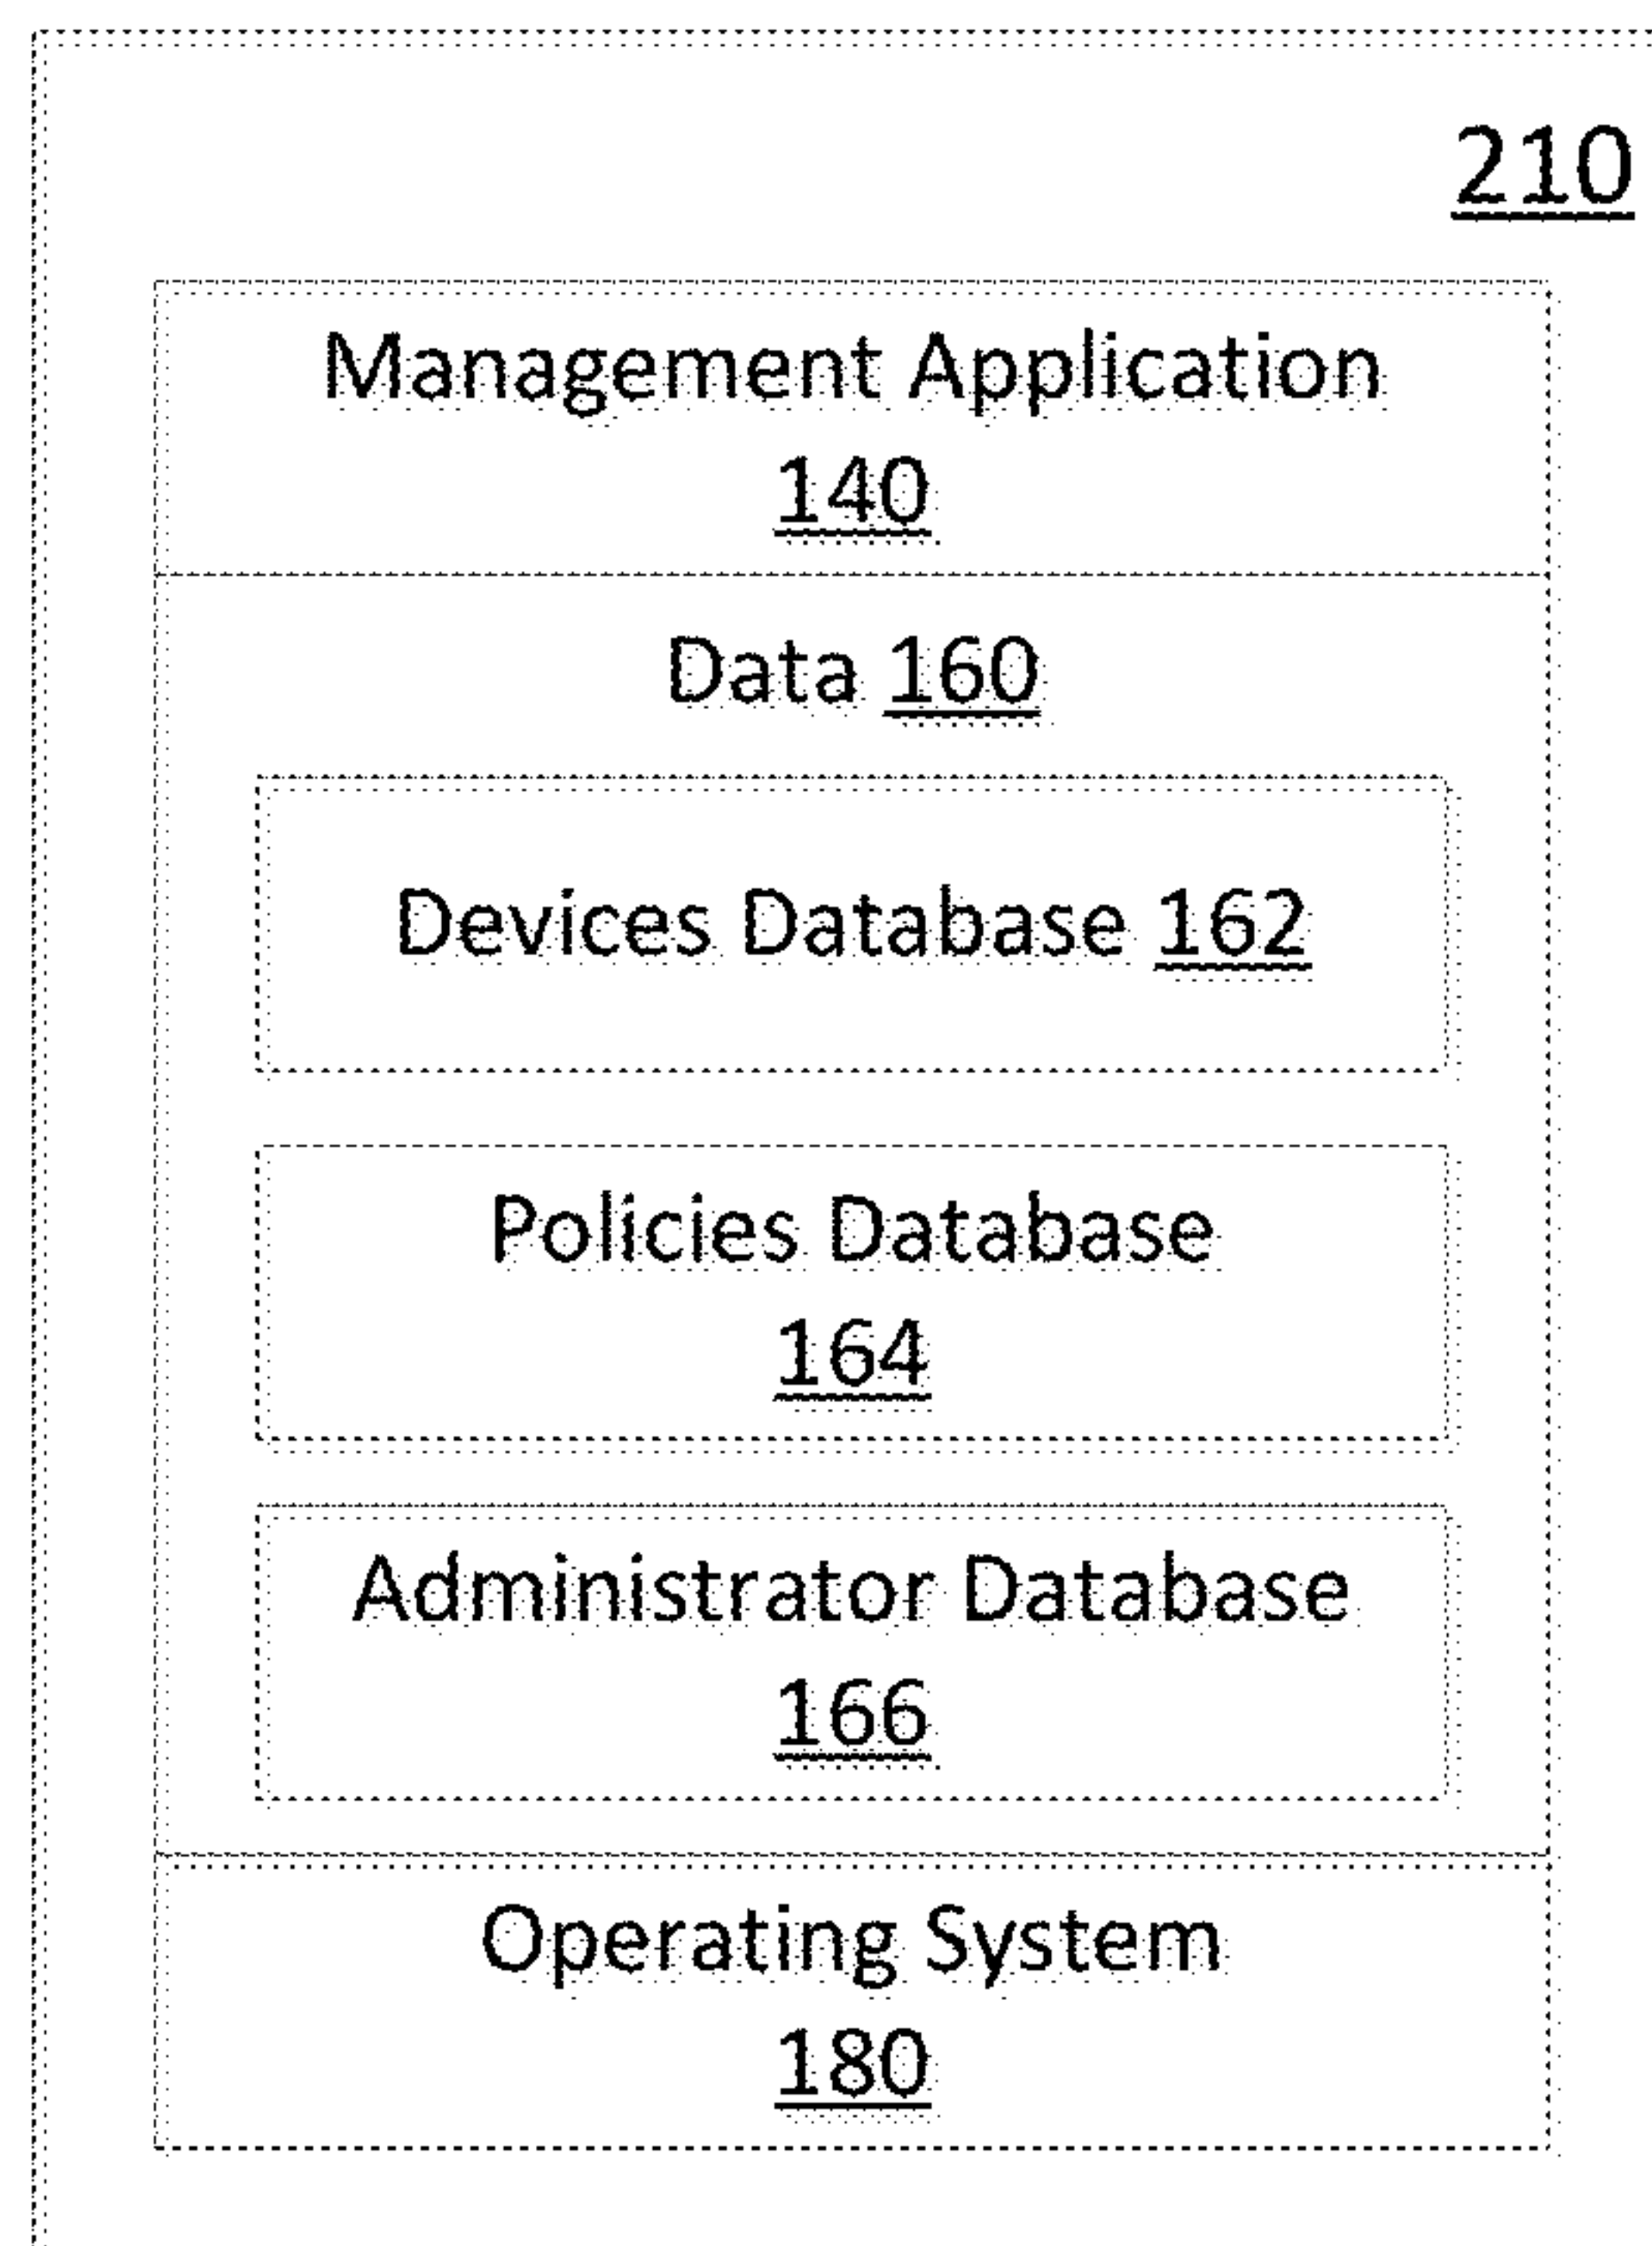 210
Management Application
140
Data 160
Devices Database 162
Policies Database
164
Administrator Database
166
Operating System
180